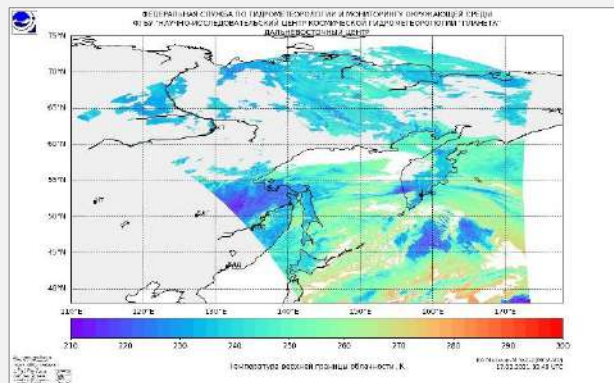 ФЕДЕРАЛЬНАЯ СЛУЖБА ПО ГИДРОМЕТЕОРОЛОГИИ И МОНИТОРИНГУ ОКРУЖАЮЩЕЙ СРЕДЫ
ФГБУ "НАУЧНО-ИССЛЕДОВАТЕЛЬСКИЙ ЦЕНТР КОСМИЧЕСКОЙ ГИДРОМЕТЕОРОЛОГИИ "ПЛАНЕТА"
ДАЛЬНЕВОСТОЧНЫЙ ЦЕНТР
75°N
70°N
65°N
60°N
55°N
50°N
45°N
40°N
110°E 120°E 130°E 140°E 150°E 160°E 170°E
210 220 230 240 250 260 270 280 290 300
Температура верхней границы облачности, К